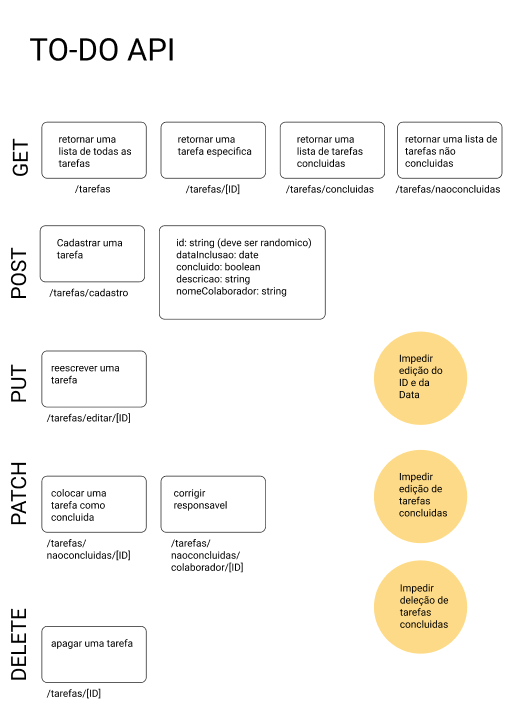 TO-DO API
GET
retornar uma
lista de todas as
tarefas
/tarefas
retornar uma
tarefa especifica
/tarefas/[ID]
retornar uma
lista de tarefas
concluidas
/tarefas/concluidas
retornar uma lista de
tarefas não
concluidas
/tarefas/naoconcluidas
POST
Cadastrar uma
tarefa
/tarefas/cadastro
id: string (deve ser randomico)
dataInclusao: date
concluido: boolean
descricao: string
nomeColaborador: string
PUT
reescrever uma
tarefa
/tarefas/editar/[ID]
Impedir
edição do
ID e da
Data
PATCH
colocar uma
tarefa como
concluida
/tarefas/
naoconcluidas/[ID]
corrigir
responsavel
/tarefas/
naoconcluidas/
colaborador/[ID]
Impedir
edição de
tarefas
concluidas
DELETE
apagar uma tarefa
/tarefas/[ID]
Impedir
deleção de
tarefas
concluidas